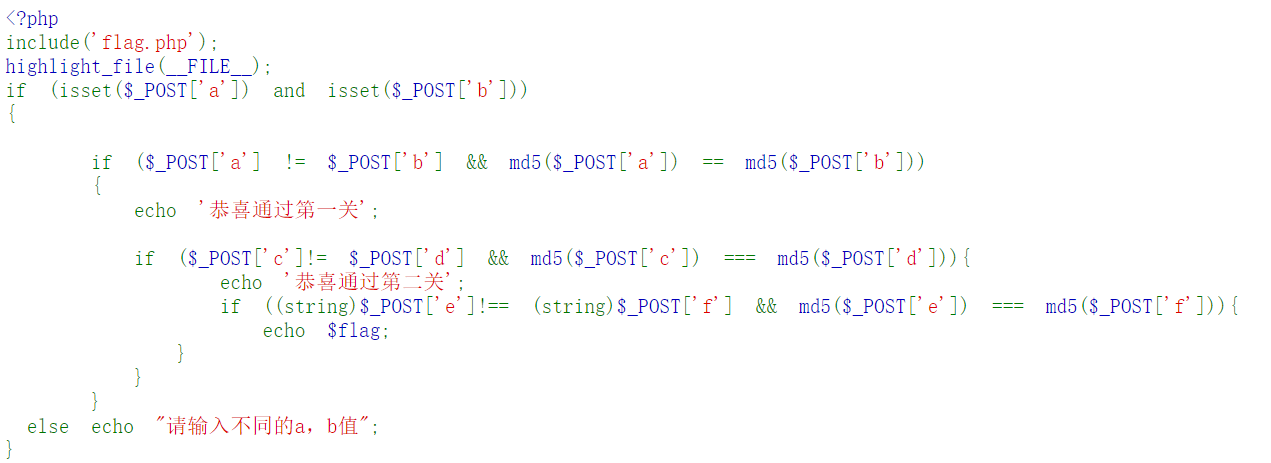 <?php
include('flag.php');
highlight_file(__FILE__);
if (isset($_POST['a']) and isset($_POST['b']))
{
if ($_POST['a'] != $_POST['b'] && md5($_POST['a']) == md5($_POST['b']))
{
echo '恭喜通过第一关';
if ($_POST['c']!= $_POST['d'] && md5($_POST['c']) === md5($_POST['d'])){
echo '恭喜通过第二关';
if ((string)$_POST['e']!== (string)$_POST['f'] && md5($_POST['e']) === md5($_POST['f'])){
echo $flag;
}
}
}
else echo "请输入不同的a，b值";
}